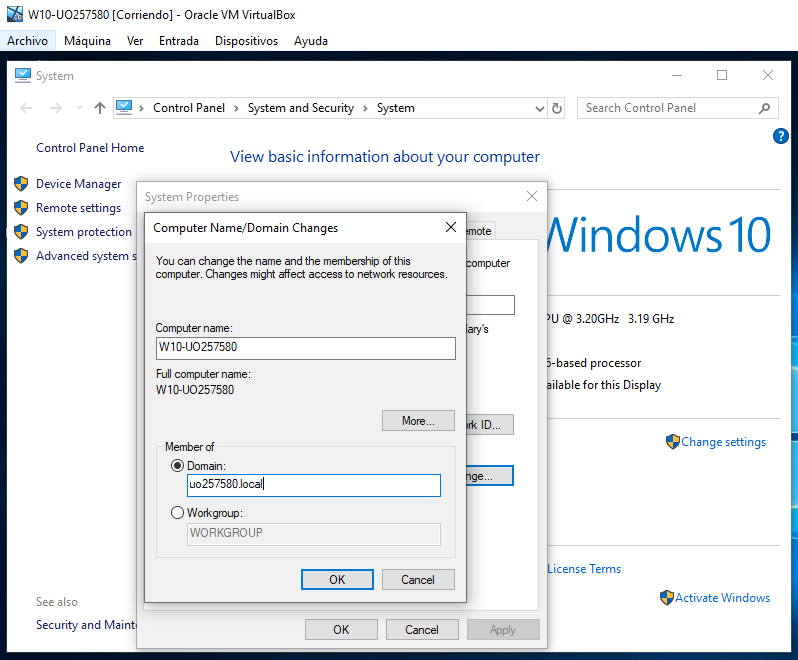 W10-UO257580 [Corriendo] - Oracle VM VirtualBox
Archivo Máquina Ver Entrada Dispositivos Ayuda
System
Control Panel > System and Security > System
Search Control Panel
Control Panel Home
View basic information about your computer
Device Manager
Remote settings
System protection
Advanced system s
System Properties
emote
computer
ary's
rk ID...
nge...
Computer Name/Domain Changes
You can change the name and the membership of this
computer. Changes might affect access to network resources.
Computer name:
W10-UO257580
Full computer name:
W10-UO257580
More...
Member of
Domain:
uo257580.local
Workgroup:
WORKGROUP
OK Cancel
OK Cancel Apply
Windows 10
PU @ 3.20GHz 3.19 GHz
-based processor
ailable for this Display
Change settings
License Terms
Activate Windows
See also
Security and Maint